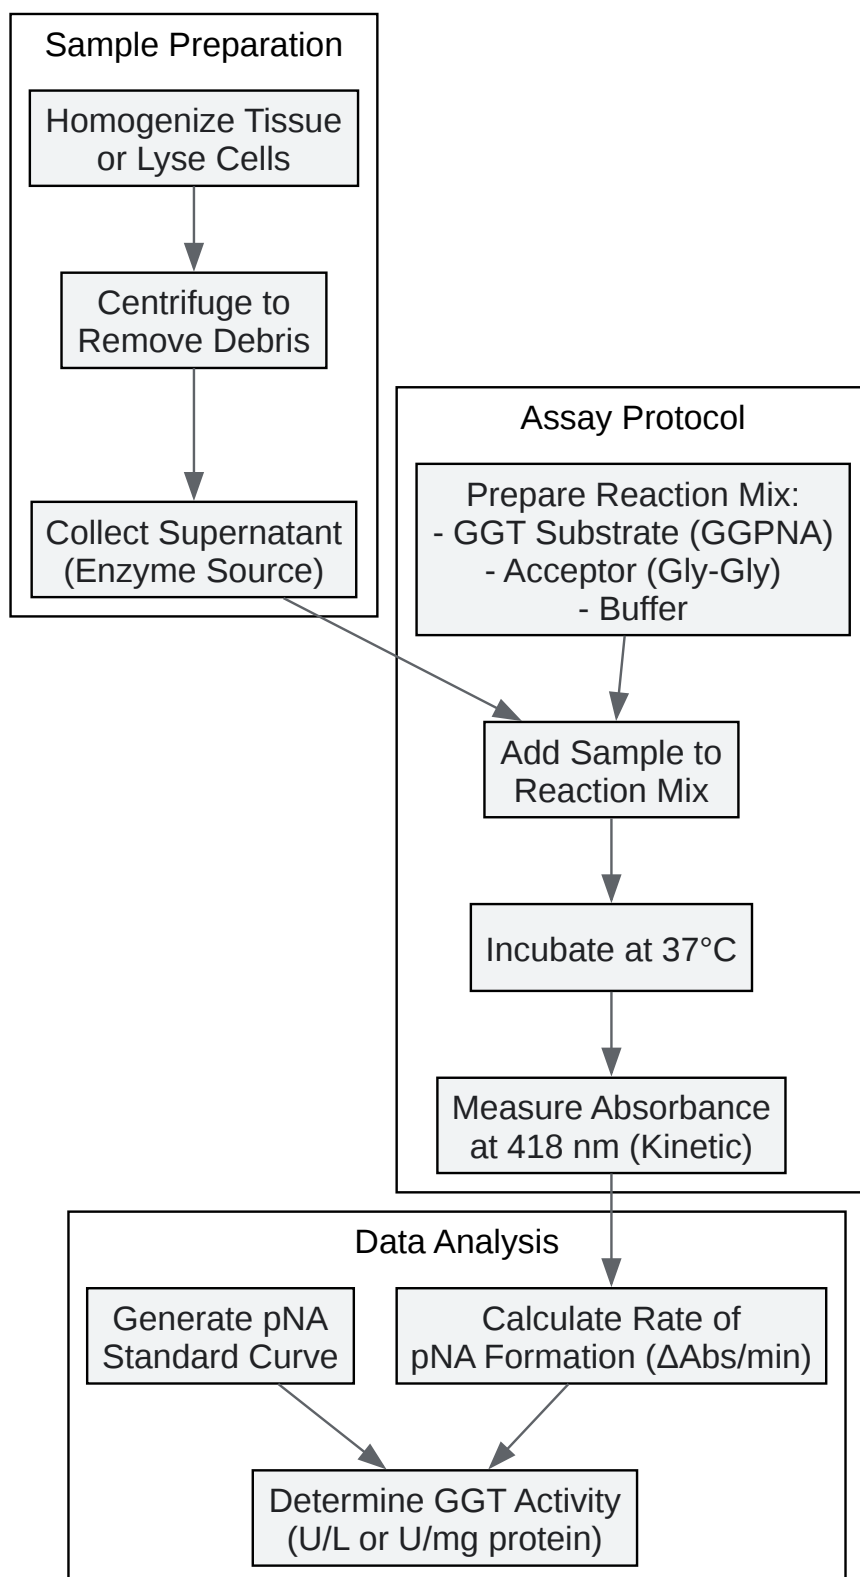 Sample Preparation
Homogenize Tissue
or Lyse Cells
Centrifuge to
Remove Debris
Collect Supernatant
(Enzyme Source)
Assay Protocol
Prepare Reaction Mix:
- GGT Substrate (GGPNA)
- Acceptor (Gly-Gly)
- Buffer
Add Sample to
Reaction Mix
Incubate at 37°C
Measure Absorbance
at 418 nm (Kinetic)
Data Analysis
Generate pNA
Standard Curve
Calculate Rate of
pNA Formation (ΔAbs/min)
Determine GGT Activity
(U/L or U/mg protein)